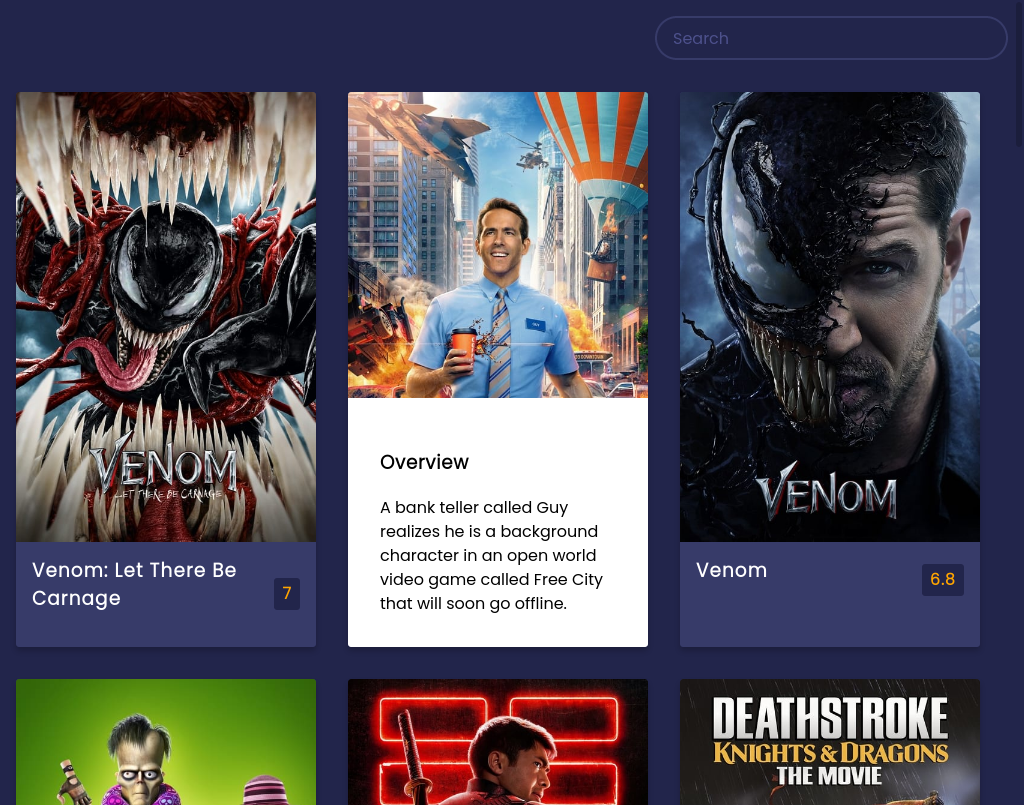 Search
VENOM
LET THERE BE CARNAGE
Venom: Let There Be
Carnage
7
GUY
DOWNTOWN
Overview
A bank teller called Guy
realizes he is a background
character in an open world
video game called Free City
that will soon go offline.
VENOM
Venom
6.8
DEATHSTROKE
KNIGHTS & DRAGONS
THE MOVIE